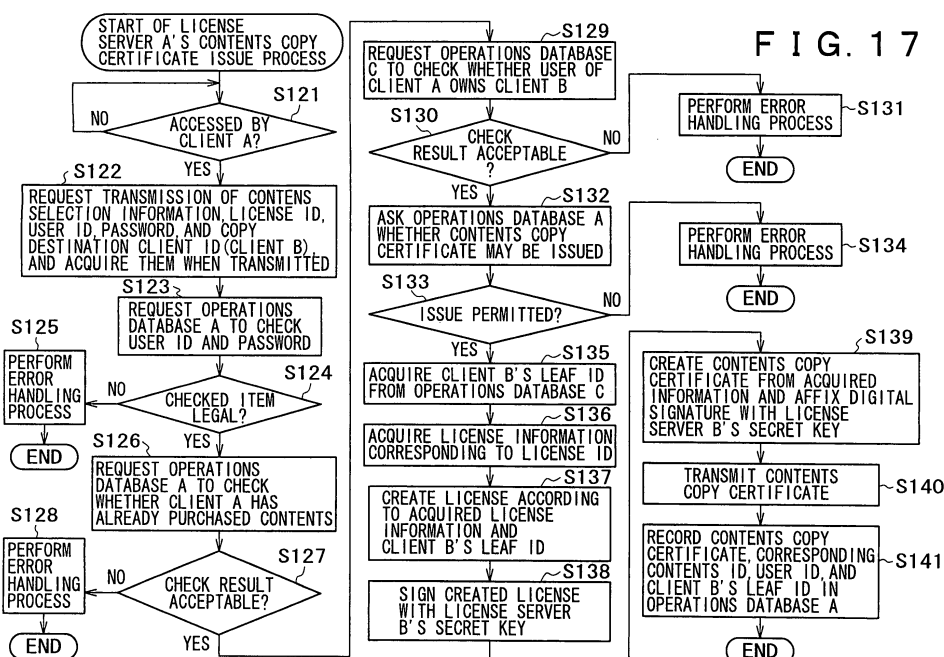 FIG. 17
START OF LICENSE
SERVER A'S CONTENTS COPY
CERTIFICATE ISSUE PROCESS
S121
NO
ACCESSED BY
CLIENT A?
YES
S122
REQUEST TRANSMISSION OF CONTENS
SELECTION INFORMATION, LICENSE ID,
USER ID, PASSWORD, AND COPY
DESTINATION CLIENT ID (CLIENT B),
AND ACQUIRE THEM WHEN TRANSMITTED
S123
REQUEST OPERATIONS
DATABASE A TO CHECK
USER ID AND PASSWORD
S124
CHECKED ITEM
LEGAL?
NO
YES
S125
PERFORM
ERROR
HANDLING
PROCESS
END
S126
REQUEST OPERATIONS
DATABASE A TO CHECK
WHETHER CLIENT A HAS
ALREADY PURCHASED CONTENTS
S127
CHECK RESULT
ACCEPTABLE?
NO
YES
S128
PERFORM
ERROR
HANDLING
PROCESS
END
S129
REQUEST OPERATIONS DATABASE
C TO CHECK WHETHER USER OF
CLIENT A OWNS CLIENT B
S130
CHECK
RESULT ACCEPTABLE
?
NO
YES
S131
PERFORM ERROR
HANDLING PROCESS
END
S132
ASK OPERATIONS DATABASE A
WHETHER CONTENTS COPY
CERTIFICATE MAY BE ISSUED
S133
ISSUE PERMITTED?
NO
YES
S134
PERFORM ERROR
HANDLING PROCESS
END
S135
ACQUIRE CLIENT B'S LEAF ID
FROM OPERATIONS DATABASE C
S136
ACQUIRE LICENSE INFORMATION
CORRESPONDING TO LICENSE ID
S137
CREATE LICENSE ACCORDING
TO ACQUIRED LICENSE
INFORMATION AND
CLIENT B'S LEAF ID
S138
SIGN CREATED LICENSE
WITH LICENSE SERVER
B'S SECRET KEY
S139
CREATE CONTENTS COPY
CERTIFICATE FROM ACQUIRED
INFORMATION AND AFFIX DIGITAL
SIGNATURE WITH LICENSE
SERVER B'S SECRET KEY
TRANSMIT CONTENTS
COPY CERTIFICATE
S140
RECORD CONTENTS COPY
CERTIFICATE, CORRESPONDING
CONTENTS ID, USER ID, AND
CLIENT B'S LEAF ID IN
OPERATIONS DATABASE A
S141
END